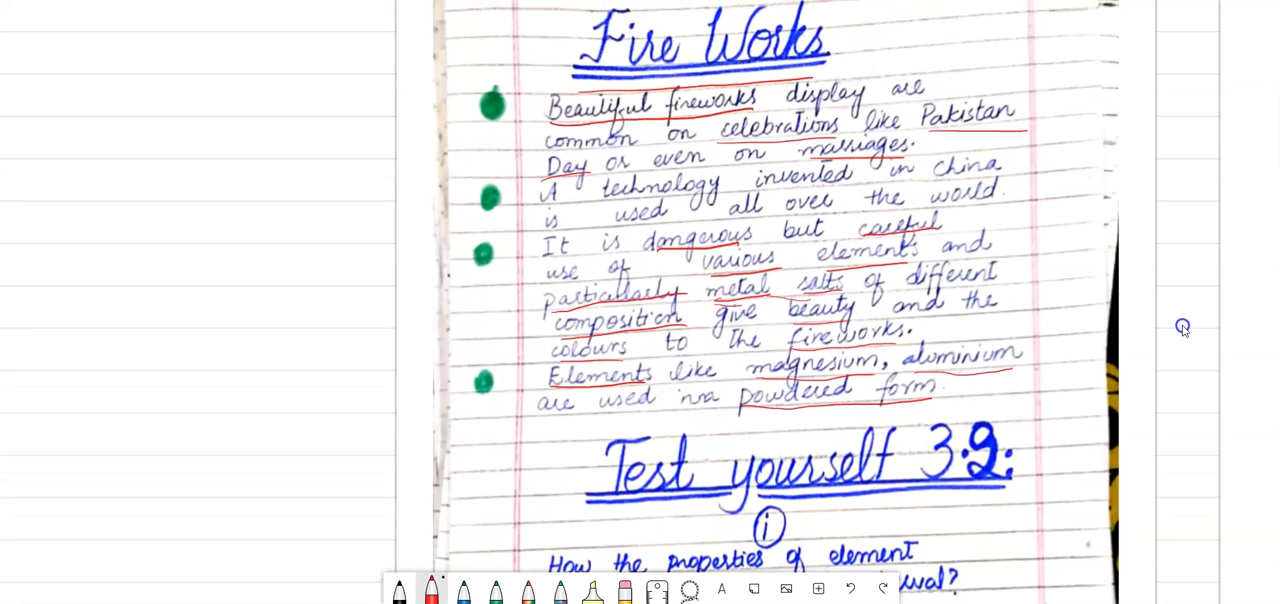 Fire Works
Beautiful fireworks display are
common on celebrations like Pakistan
Day or even on marriages.
A technology invented in China
is used all over the world.
It is dangerous but careful
use of various elements and
particularly metal salts of different
composition give beauty and the
colours to the fireworks.
Elements like magnesium, aluminium
are used in a powdered form.
Test yourself 3.2:
i
How the properties of element
A